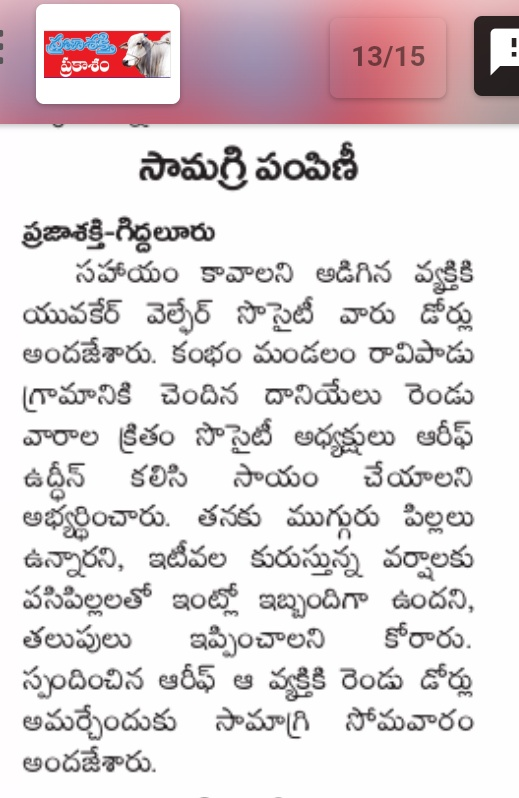 ప్రజాశక్తి
ప్రకాశం
13/15
సామగ్రి పంపిణీ
ప్రజాశక్తి-గిద్దలూరు
సహాయం కావాలని అడిగిన వ్యక్తికి
యువకేర్ వెల్ఫేర్ సొసైటీ వారు డోర్లు
అందజేశారు. కంభం మండలం రావిపాడు
గ్రామానికి చెందిన దానియేలు రెండు
వారాల క్రితం సొసైటీ అధ్యక్షులు ఆరీఫ్
ఉద్ధీన్ కలిసి సాయం చేయాలని
అభ్యర్థించారు. తనకు ముగ్గురు పిల్లలు
ఉన్నారని, ఇటీవల కురుస్తున్న వర్షాలకు
పసిపిల్లలతో ఇంట్లో ఇబ్బందిగా ఉందని,
తలుపులు ఇప్పించాలని కోరారు.
స్పందించిన ఆరీఫ్ ఆ వ్యక్తికి రెండు డోర్లు
అమర్చేందుకు సామాగ్రి సోమవారం
అందజేశారు.